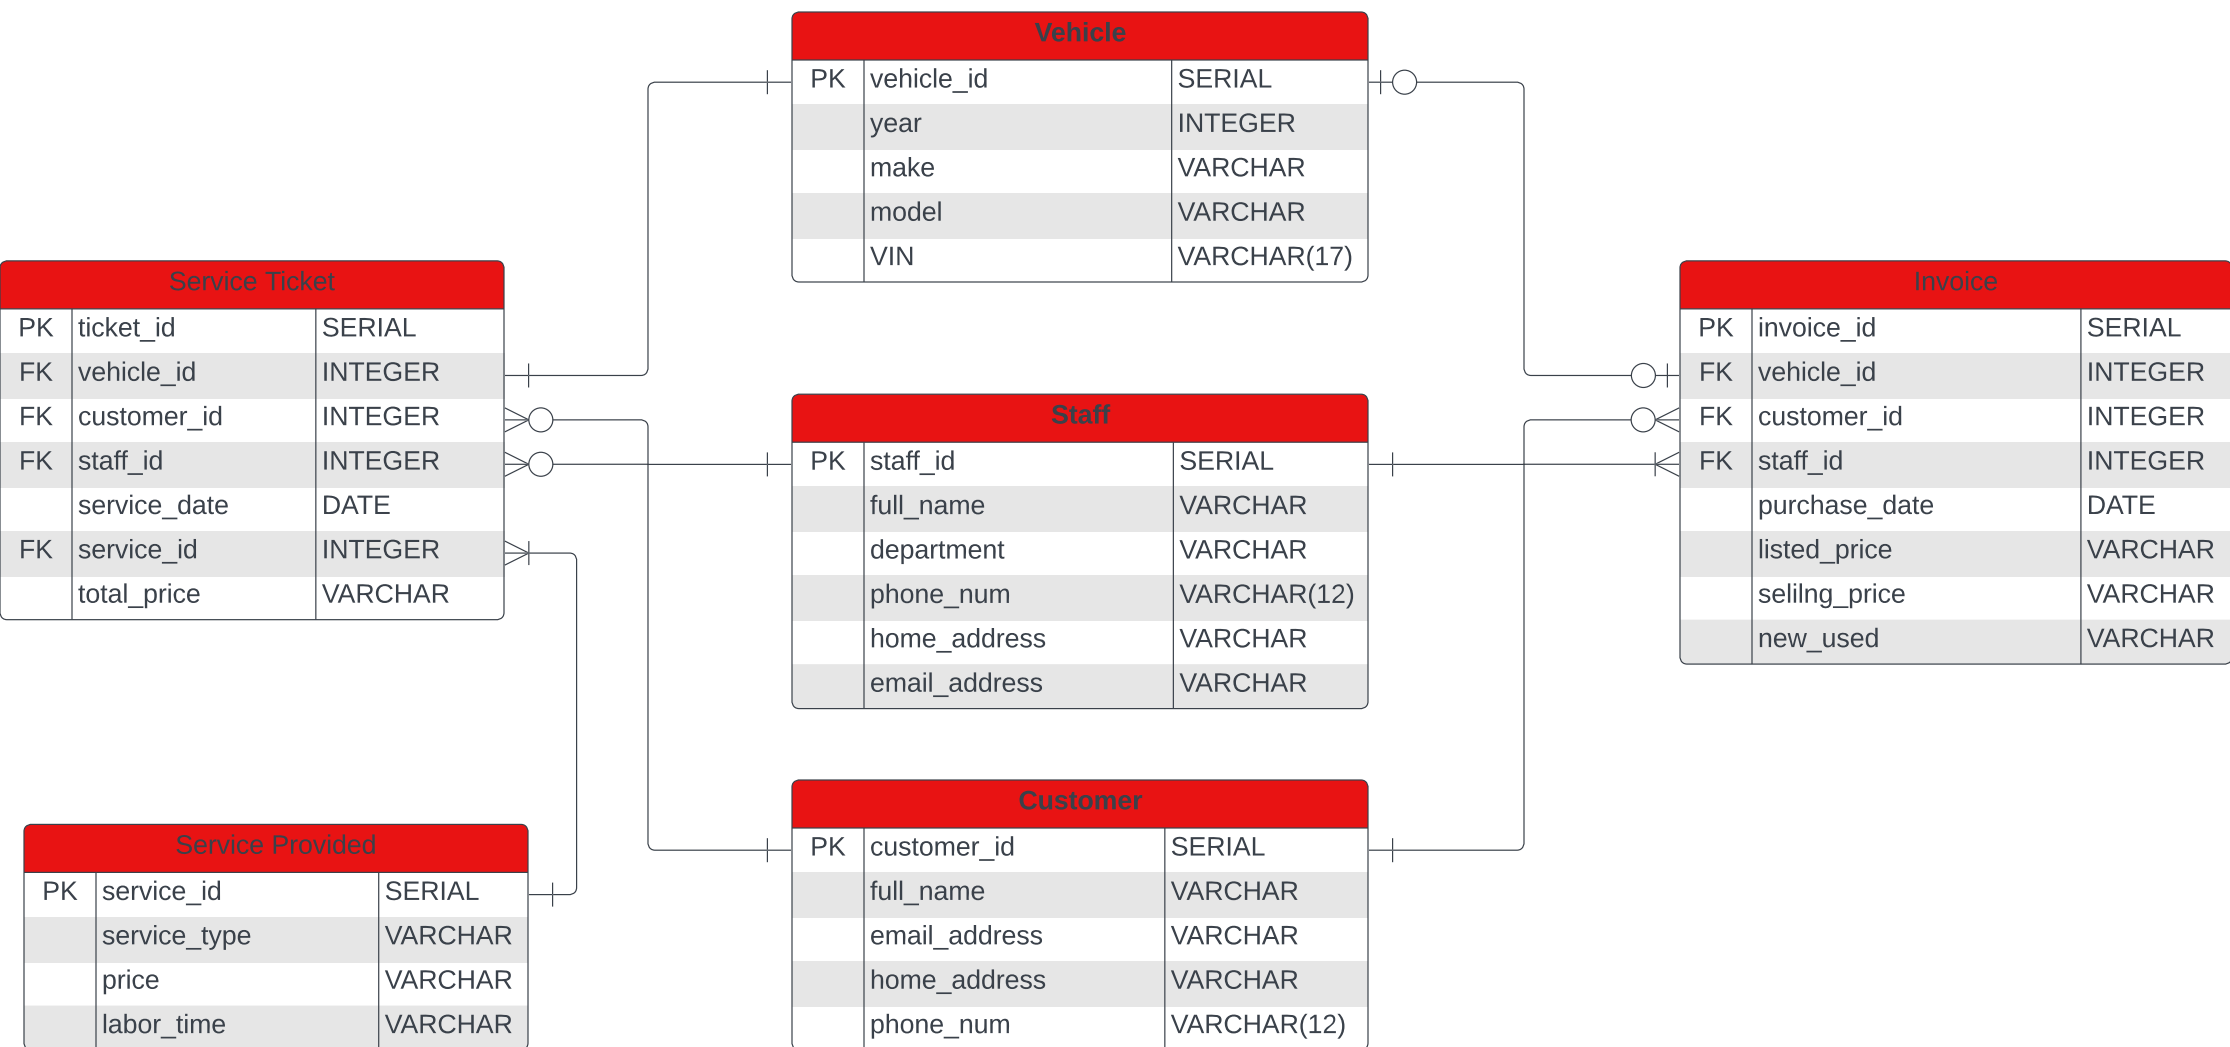 Vehicle
PK vehicle_id SERIAL
year INTEGER
make VARCHAR
model VARCHAR
VIN VARCHAR(17)
Service Ticket
PK ticket_id SERIAL
FK vehicle_id INTEGER
FK customer_id INTEGER
FK staff_id INTEGER
service_date DATE
FK service_id INTEGER
total_price VARCHAR
Staff
PK staff_id SERIAL
full_name VARCHAR
department VARCHAR
phone_num VARCHAR(12)
home_address VARCHAR
email_address VARCHAR
Invoice
PK invoice_id SERIAL
FK vehicle_id INTEGER
FK customer_id INTEGER
FK staff_id INTEGER
purchase_date DATE
listed_price VARCHAR
selilng_price VARCHAR
new_used VARCHAR
Service Provided
PK service_id SERIAL
service_type VARCHAR
price VARCHAR
labor_time VARCHAR
Customer
PK customer_id SERIAL
full_name VARCHAR
email_address VARCHAR
home_address VARCHAR
phone_num VARCHAR(12)